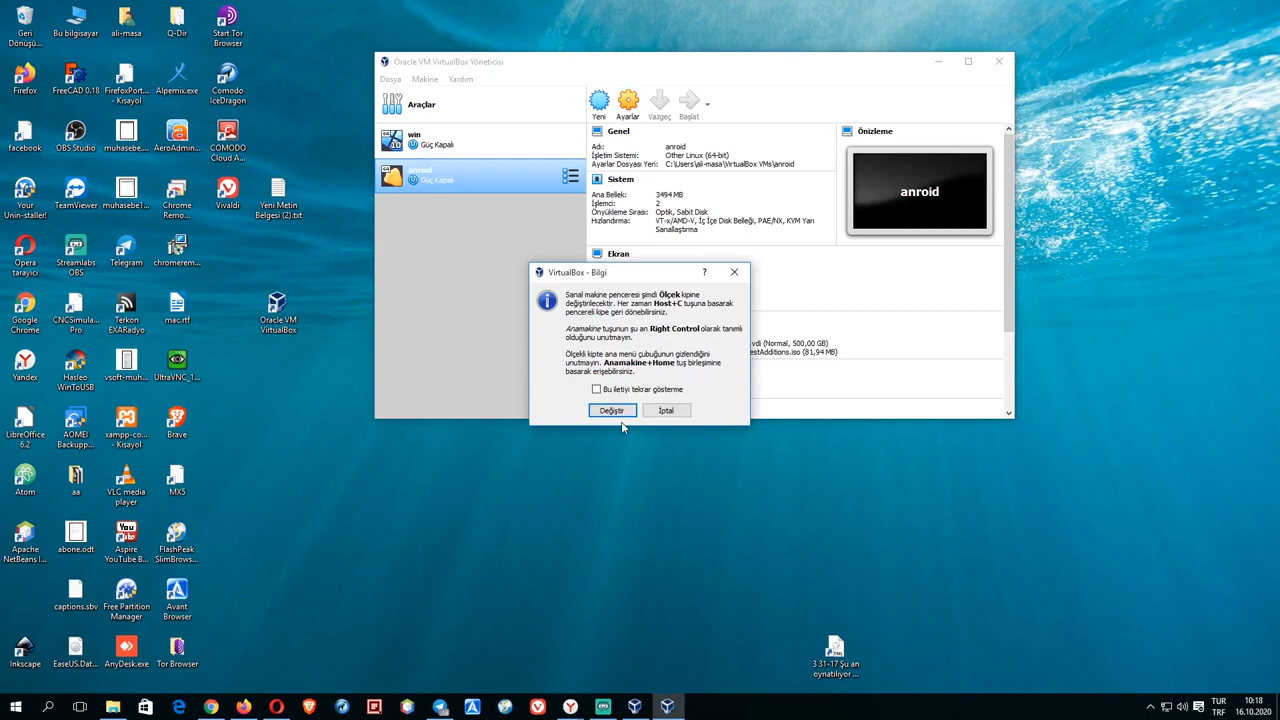 Geri
Dönüşü...
Bu bilgisayar
ali-masa
Q-Dir
Start Tor
Browser
Firefox
FreeCAD 0.18
FirefoxPort...
- Kısayol
Alpemix.exe
Comodo
IceDragon
facebook
OBS Studio
muhasebe...
AeroAdmin...
COMODO
Cloud A...
Your
Unin-staller!
TeamViewer
muhasebe1...
Chrome
Remo...
Vivaldi
Yeni Metin
Belgesi (2).txt
Opera
tarayıcı
Streamlabs
OBS
Telegram
chromerem...
Google
Chrome
CNCSimula...
Pro
Terkon
EXARadyo
mac.rtf
Oracle VM
VirtualBox
Yandex
Hasleo
WinToUSB
vsoft-muh...
UltraVNC_1...
LibreOffice
6.2
AOMEI
Backupp...
xampp-co...
- Kısayol
Brave
Atom
aa
VLC media
player
MX5
Apache
NetBeans I...
abone.odt
Aspire
YouTube B...
FlashPeak
SlimBrows...
captions.sbv
Free Partition
Manager
Avant
Browser
Inkscape
EaseUS.Dat...
AnyDesk.exe
Tor Browser
3 31-17 Şu an
oynatılıyor ...
Oracle VM VirtualBox Yöneticisi
Dosya Makine Yardım
Araçlar
win
Güç Kapalı
anroid
Güç Kapalı
Yeni Ayarlar Vazgeç Başlat
Genel
Adı: anroid
İşletim Sistemi: Other Linux (64-bit)
Ayarlar Dosyası Yeri: C:\Users\ali-masa\VirtualBox VMs\anroid
Sistem
Ana Bellek: 3494 MB
İşlemci: 2
Önyükleme Sırası: Optik, Sabit Disk
Hızlandırma: VT-x/AMD-V, İç İçe Disk Belleği, PAE/NX, KVM Yarı
Sanallaştırma
Ekran
Önizleme
anroid
vdi (Normal, 500,00 GB)
estAdditions.iso (81,94 MB)
VirtualBox - Bilgi
?
Sanal makine penceresi şimdi Ölçek kipine
değiştirilecektir. Her zaman Host+C tuşuna basarak
pencereli kipe geri dönebilirsiniz.
Anamakine tuşunun şu an Right Control olarak tanımlı
olduğunu unutmayın.
Ölçekli kipte ana menü çubuğunun gizlendiğini
unutmayın. Anamakine+Home tuş birleşimine
basarak erişebilirsiniz.
Bu iletiyi tekrar gösterme
Değiştir İptal
TUR
TRF
10:18
16.10.2020